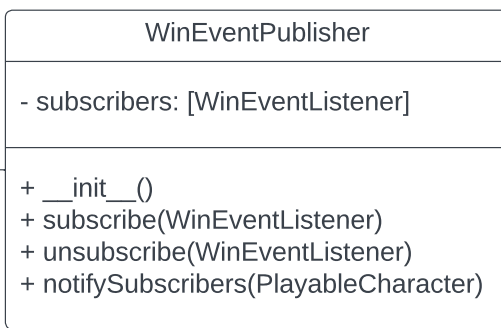 WinEventPublisher
- subscribers: [WinEventListener]
+ __init__()
+ subscribe(WinEventListener)
+ unsubscribe(WinEventListener)
+ notifySubscribers(PlayableCharacter)